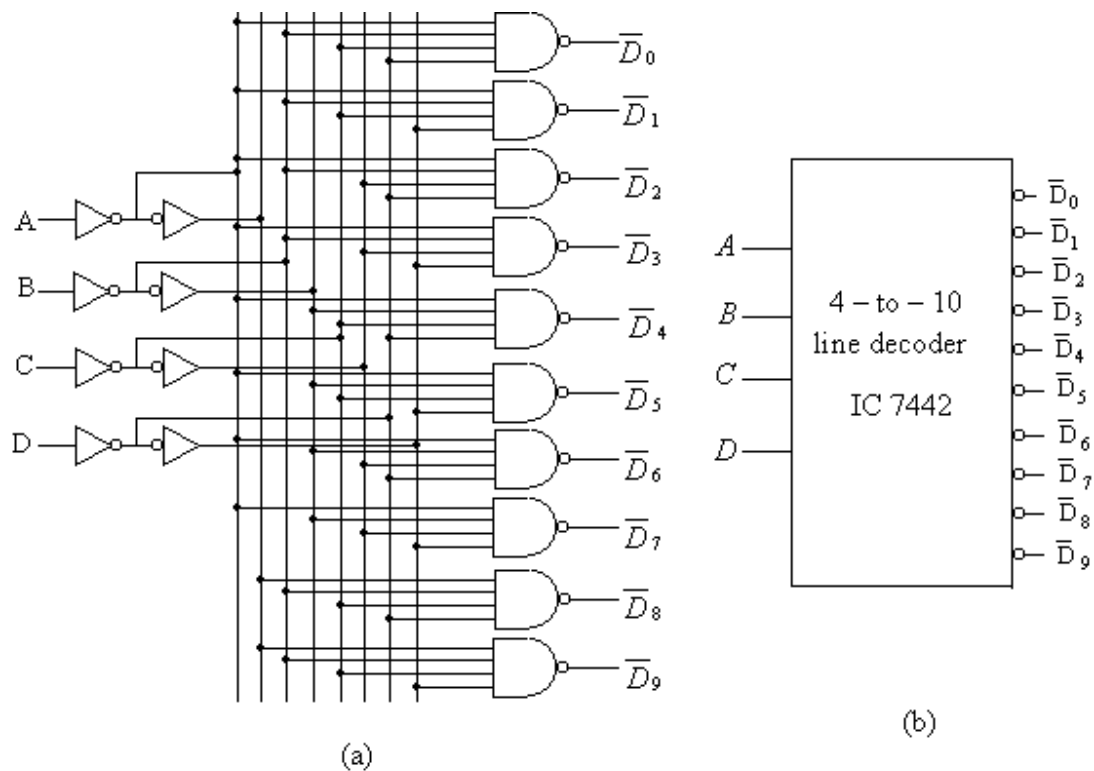 D̅₀
D̅₁
D̅₂
A
D̅₃
B
D̅₄
C
D̅₅
D
D̅₆
D̅₇
D̅₈
D̅₉
(a)
A
B
C
D
4 – to – 10
line decoder
IC 7442
D̅₀
D̅₁
D̅₂
D̅₃
D̅₄
D̅₅
D̅₆
D̅₇
D̅₈
D̅₉
(b)